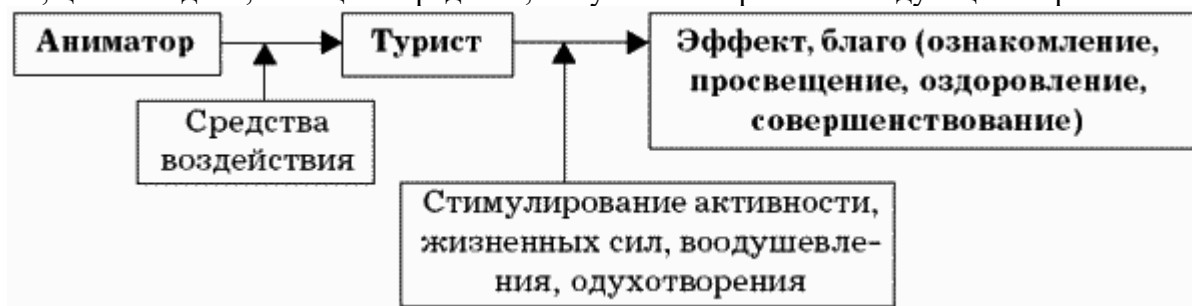 Аниматор
Турист
Эффект, благо (ознакомление,
просвещение, оздоровление,
совершенствование)
Средства
воздействия
Стимулирование активности,
жизненных сил, воодушевле-
ния, одухотворения